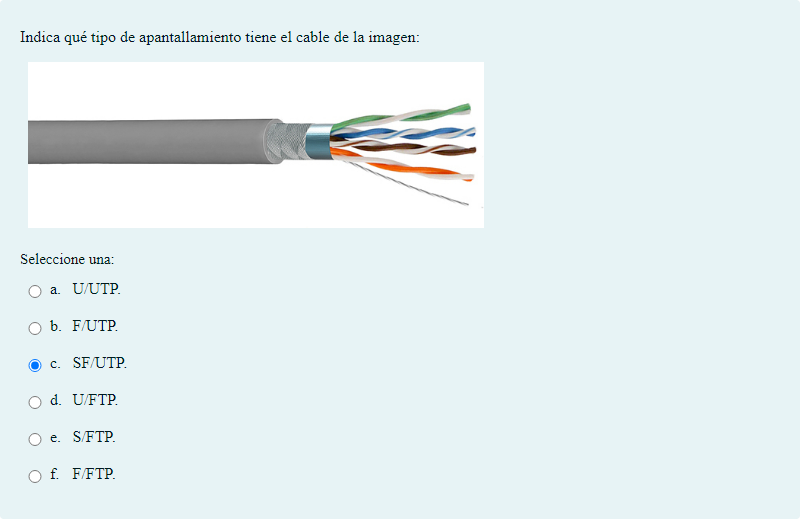 Indica qué tipo de apantallamiento tiene el cable de la imagen:
Seleccione una:
a. U/UTP.
b. F/UTP.
c. SF/UTP.
d. U/FTP.
e. S/FTP.
f. F/FTP.